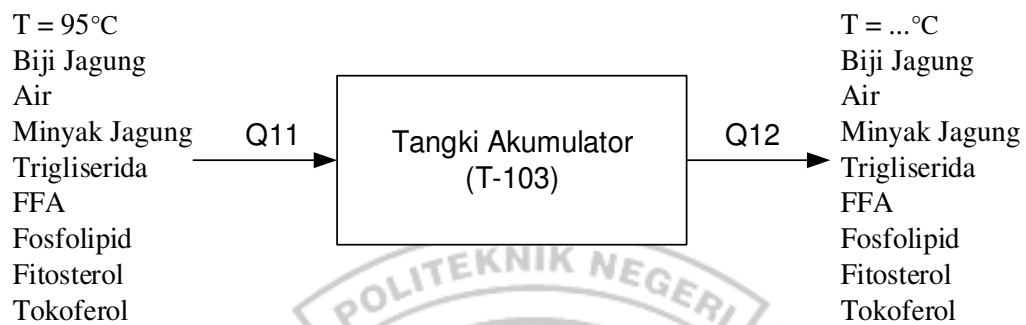 T = 95°C
Biji Jagung
Air
Minyak Jagung
Trigliserida
FFA
Fosfolipid
Fitosterol
Tokoferol
Q11
Tangki Akumulator
(T-103)
Q12
T = ...°C
Biji Jagung
Air
Minyak Jagung
Trigliserida
FFA
Fosfolipid
Fitosterol
Tokoferol
POLITEKNIK NEGERI